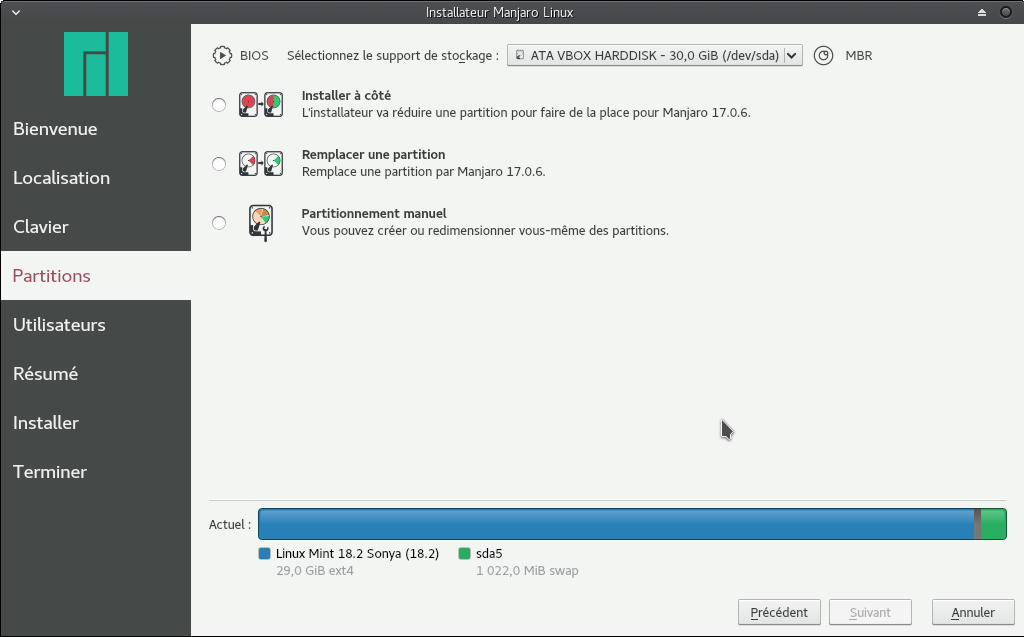 Installateur Manjaro Linux
Bienvenue
Localisation
Clavier
Partitions
Utilisateurs
Résumé
Installer
Terminer
BIOS Sélectionnez le support de stockage : ATA VBOX HARDDISK - 30,0 GiB (/dev/sda) MBR
Installer à côté
L'installateur va réduire une partition pour faire de la place pour Manjaro 17.0.6.
Remplacer une partition
Remplace une partition par Manjaro 17.0.6.
Partitionnement manuel
Vous pouvez créer ou redimensionner vous-même des partitions.
Actuel :
Linux Mint 18.2 Sonya (18.2) sda5
29,0 GiB ext4 1 022,0 MiB swap
Précédent Suivant Annuler